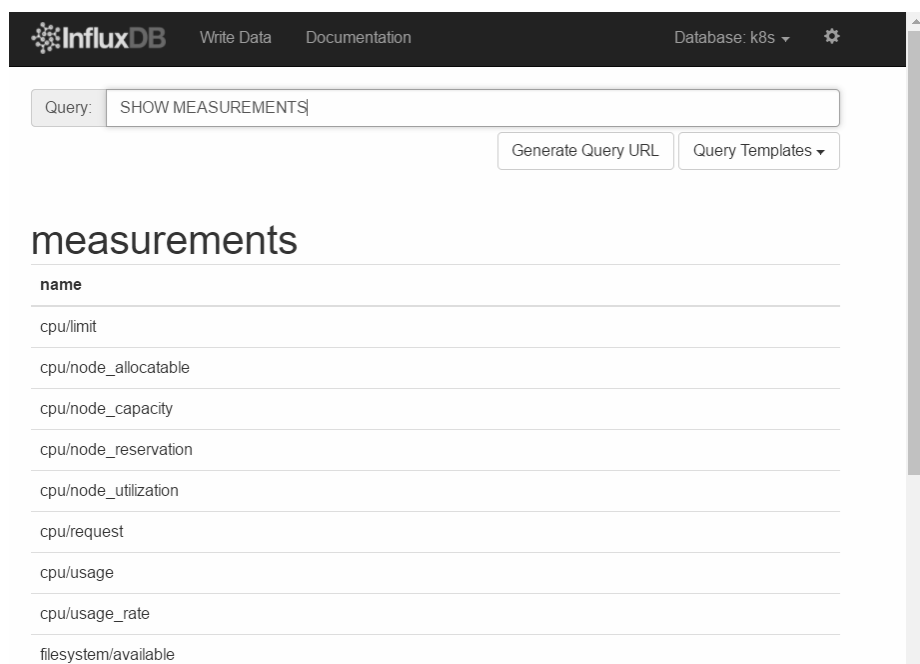 InfluxDB Write Data Documentation Database: k8s
Query: SHOW MEASUREMENTS
Generate Query URL Query Templates
measurements
name
cpu/limit
cpu/node_allocatable
cpu/node_capacity
cpu/node_reservation
cpu/node_utilization
cpu/request
cpu/usage
cpu/usage_rate
filesystem/available